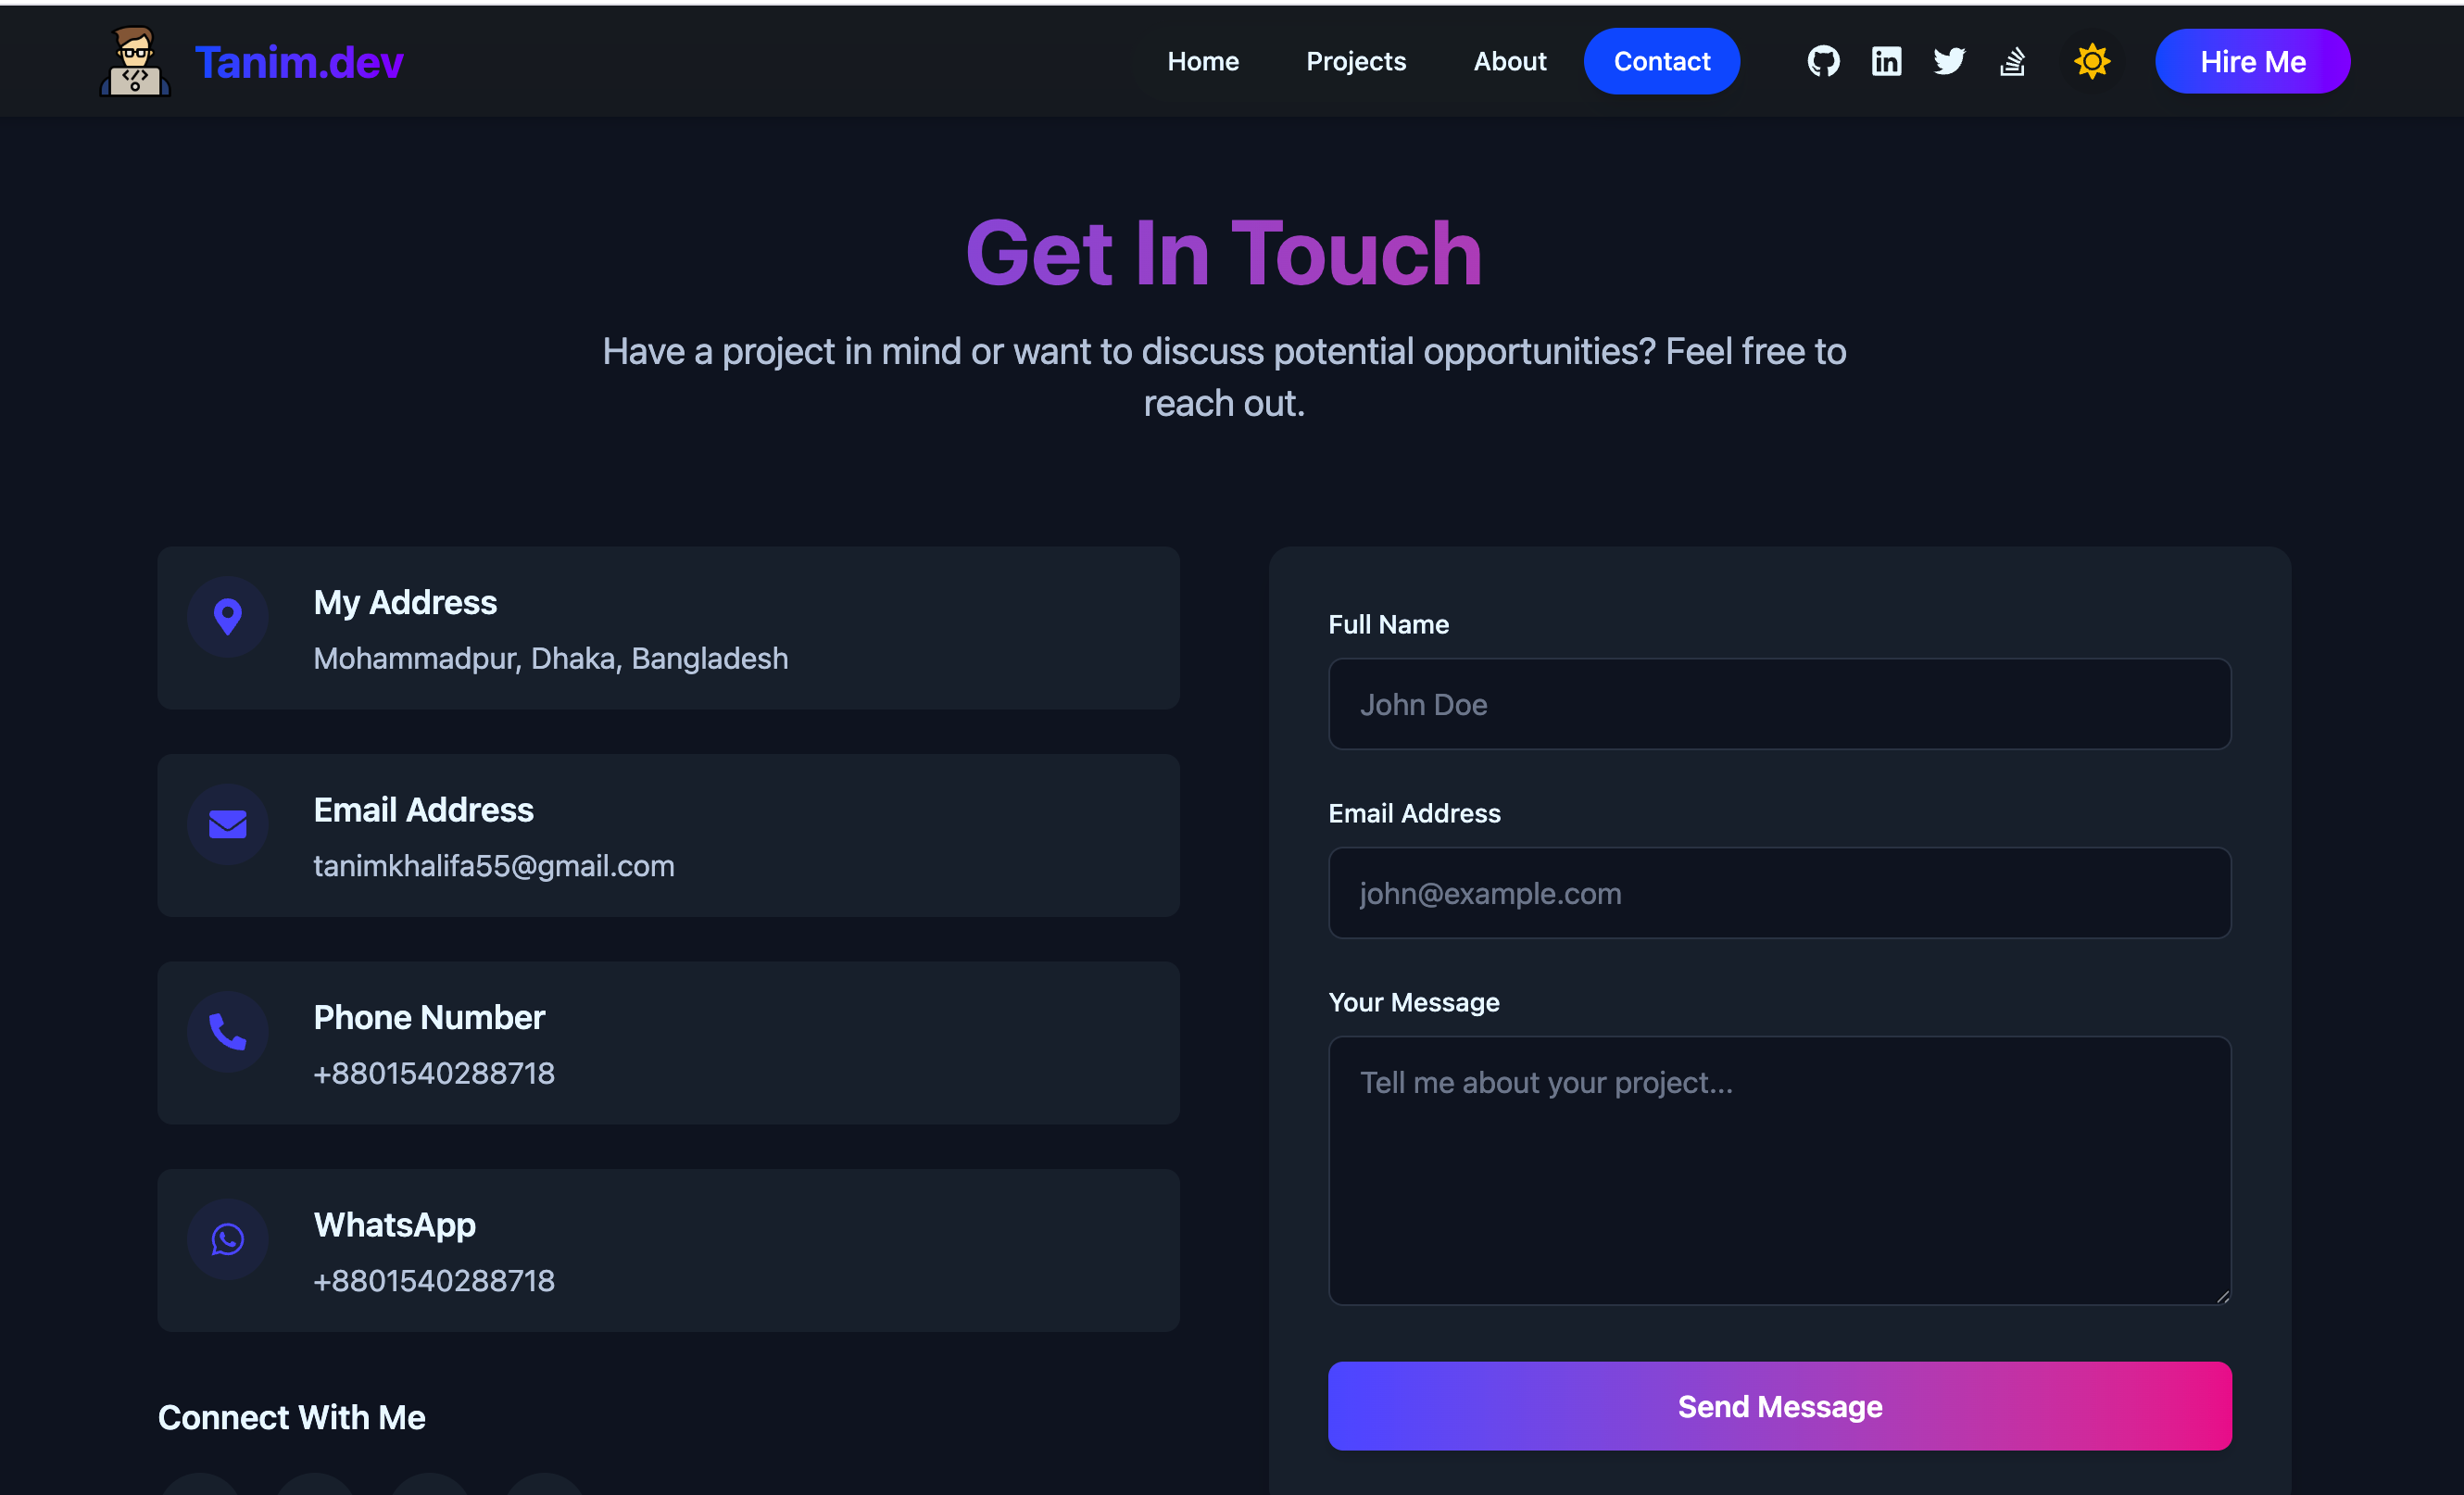 Tanim.dev
Home
Projects
About
Contact
Hire Me
Get In Touch
Have a project in mind or want to discuss potential opportunities? Feel free to
reach out.
My Address
Mohammadpur, Dhaka, Bangladesh
Email Address
tanimkhalifa55@gmail.com
Phone Number
+8801540288718
WhatsApp
+8801540288718
Connect With Me
Full Name
John Doe
Email Address
john@example.com
Your Message
Tell me about your project...
Send Message